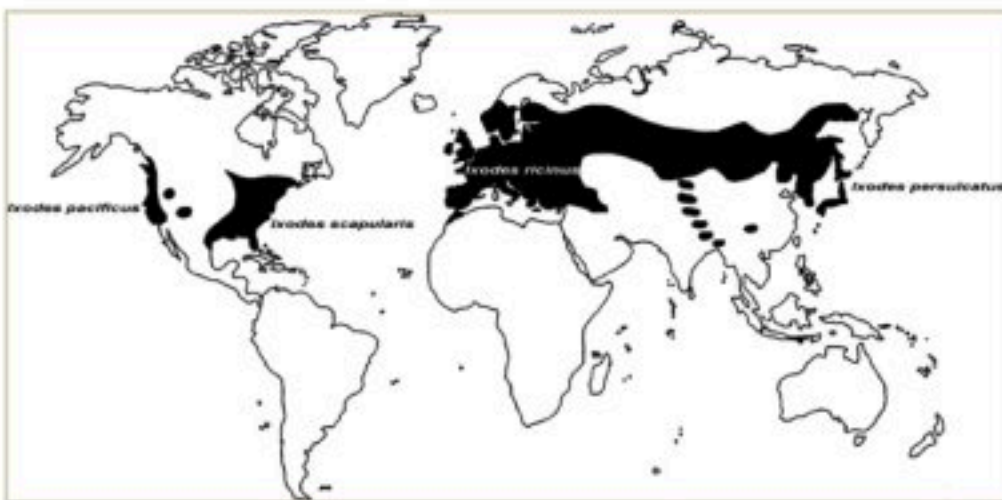 Ixodes ricinus
Ixodes persulcatus
Ixodes pacificus
Ixodes scapularis